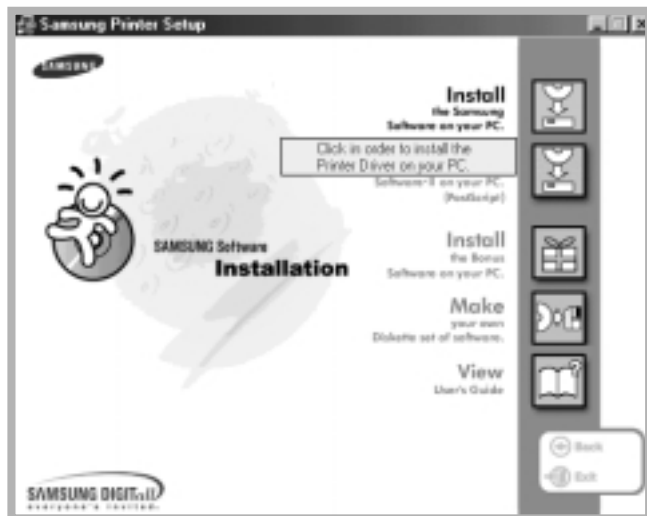 Samsung Printer Setup
SAMSUNG
Install
the Samsung
Software on your PC.
Click in order to install the
Printer Driver on your PC.
Software-II on your PC.
(PostScript)
Install
the Bonus
Software on your PC.
SAMSUNG Software
Installation
Make
your own
Diskette set of software.
View
User's Guide
Back
Exit
SAMSUNG DIGITall
everyone's invited.